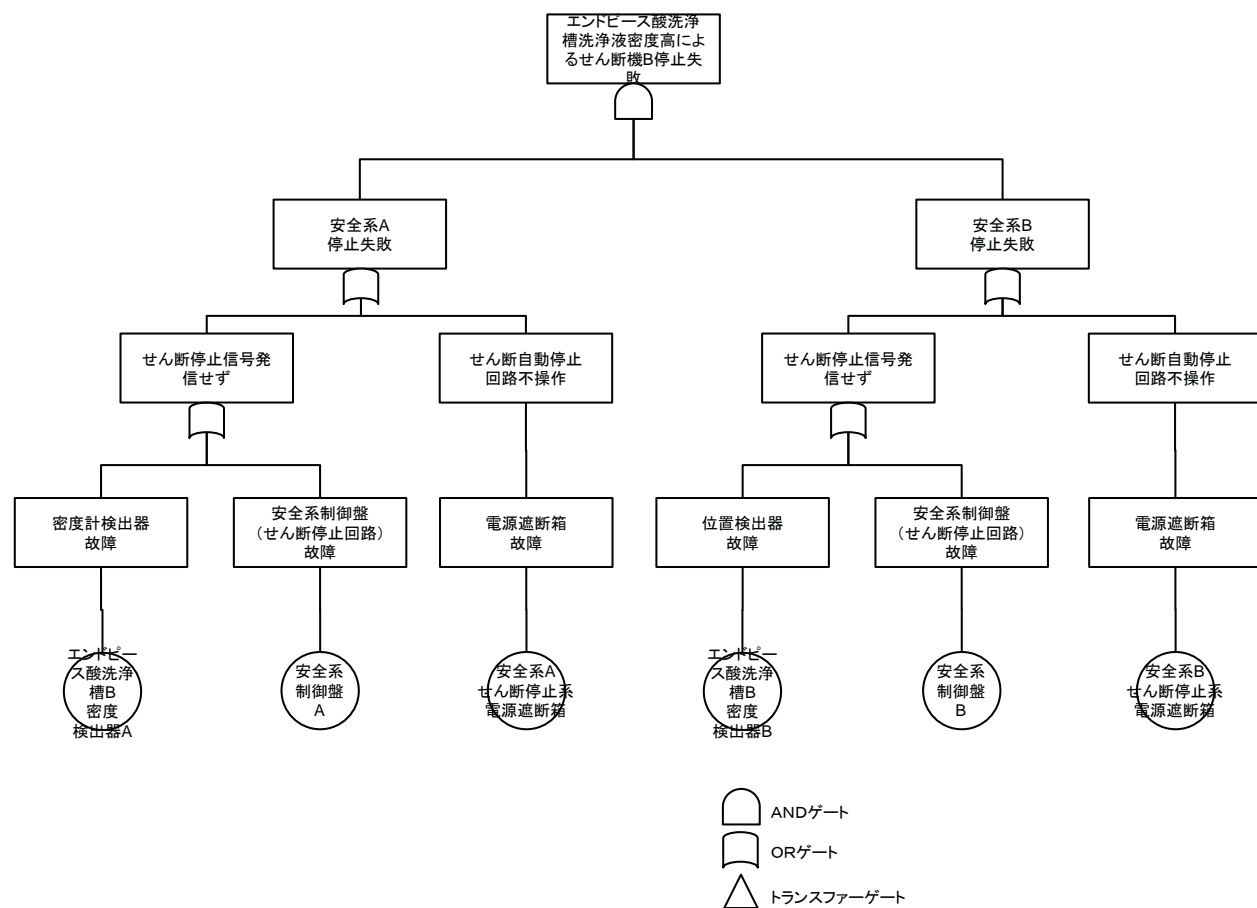 エンドピース酸洗浄
槽洗浄液密度高によ
るせん断機B停止失
敗
安全系A
停止失敗
安全系B
停止失敗
せん断停止信号発
信せず
せん断自動停止
回路不操作
せん断停止信号発
信せず
せん断自動停止
回路不操作
密度計検出器
故障
安全系制御盤
（せん断停止回路）
故障
電源遮断箱
故障
位置検出器
故障
安全系制御盤
（せん断停止回路）
故障
電源遮断箱
故障
エンドピー
ス酸洗浄
槽B
密度
検出器A
安全系
制御盤
A
安全系A
せん断停止系
電源遮断箱
エンドピー
ス酸洗浄
槽B
密度
検出器B
安全系
制御盤
B
安全系B
せん断停止系
電源遮断箱
ANDゲート
ORゲート
トランスファーゲート